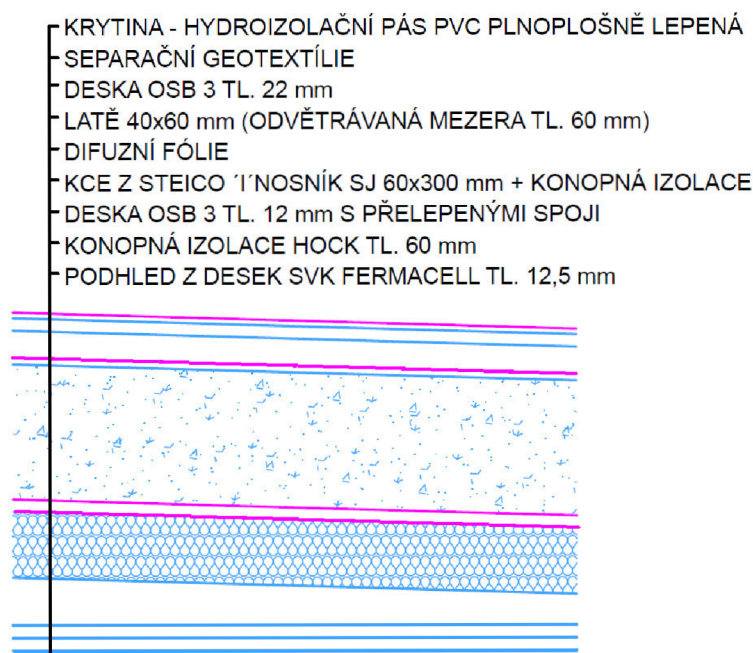 KRYTINA - HYDROIZOLAČNÍ PÁS PVC PLNOPLOŠNĚ LEPENÁ
SEPARAČNÍ GEOTEXTÍLIE
DESKA OSB 3 TL. 22 mm
LATĚ 40x60 mm (ODVĚTRÁVANÁ MEZERA TL. 60 mm)
DIFUZNÍ FÓLIE
KCE Z STEICO ´I´NOSNÍK SJ 60x300 mm + KONOPNÁ IZOLACE
DESKA OSB 3 TL. 12 mm S PŘELEPENÝMI SPOJI
KONOPNÁ IZOLACE HOCK TL. 60 mm
PODHLED Z DESEK SVK FERMACELL TL. 12,5 mm